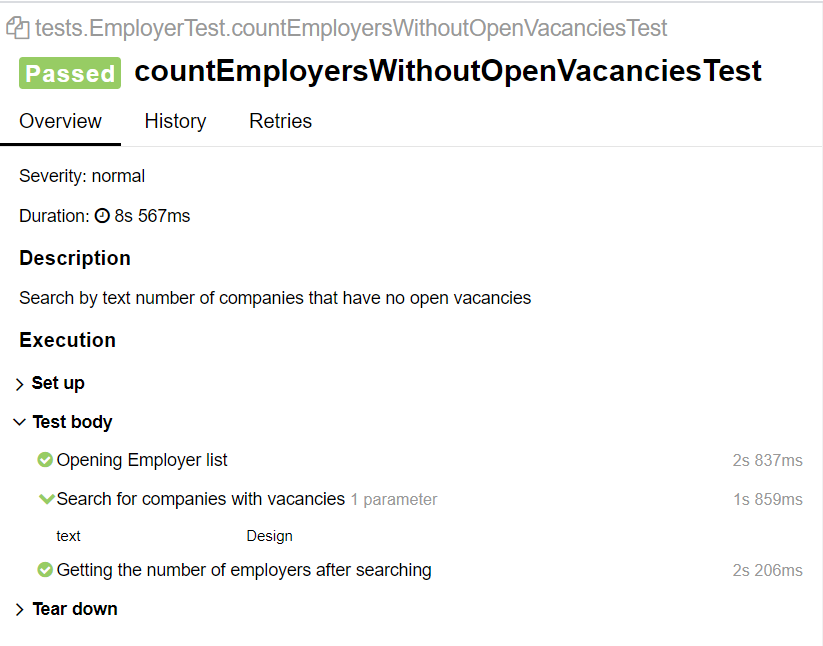 tests.EmployerTest.countEmployersWithoutOpenVacanciesTest
Passed countEmployersWithoutOpenVacanciesTest
Overview History Retries
Severity: normal
Duration: 8s 567ms
Description
Search by text number of companies that have no open vacancies
Execution
Set up
Test body
Opening Employer list 2s 837ms
Search for companies with vacancies 1 parameter 1s 859ms
text Design
Getting the number of employers after searching 2s 206ms
Tear down